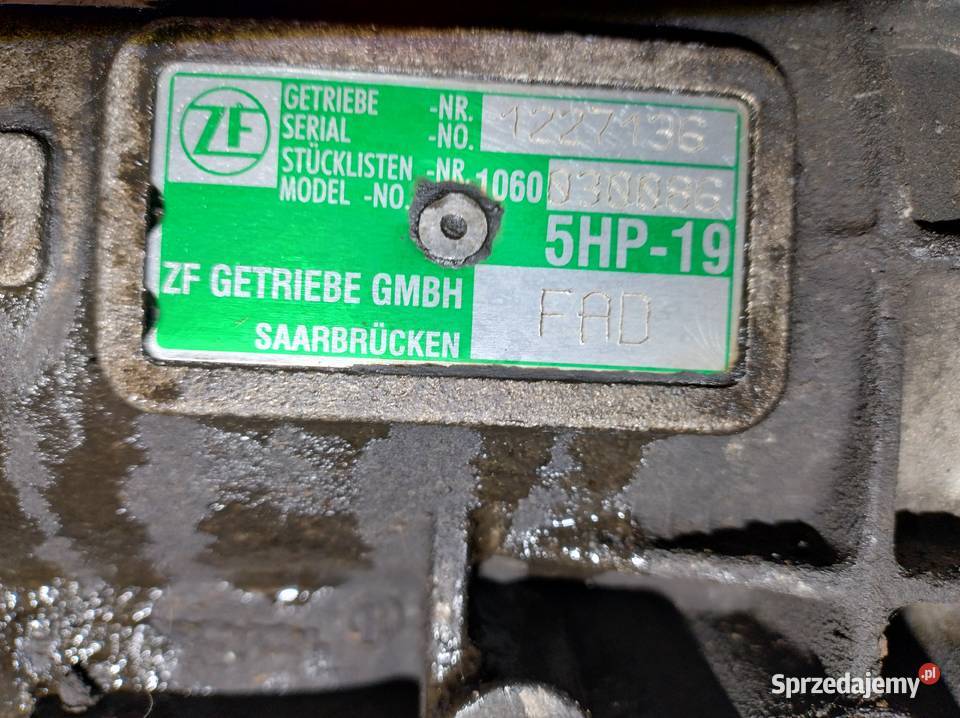 ZF
GETRIEBE -NR. 1227136
SERIAL -NO.
STÜCKLISTEN -NR. 1060 030086
MODEL -NO.
5HP-19
ZF GETRIEBE GMBH FAD
SAARBRÜCKEN
Sprzedajemy.pl